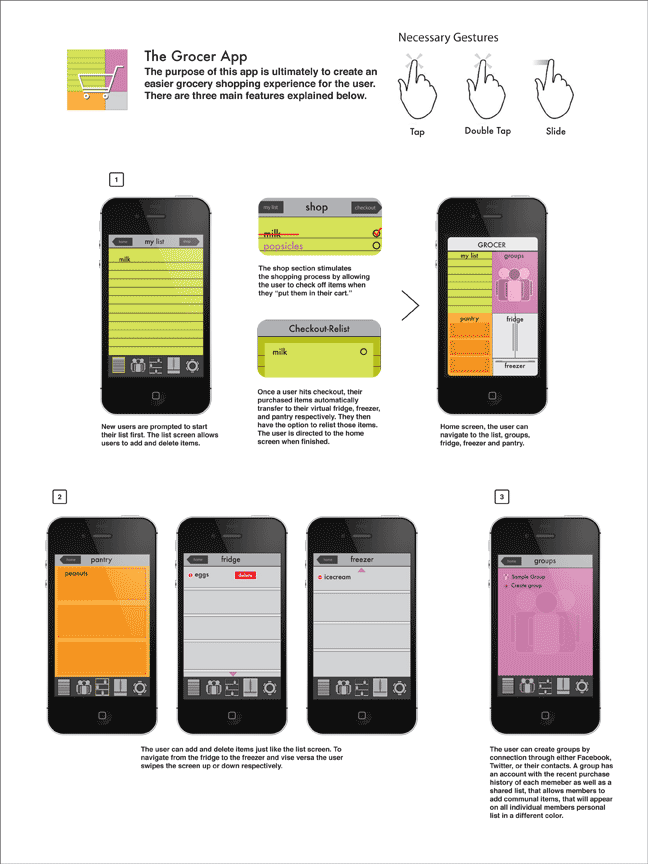 Necessary Gestures
The Grocer App
The purpose of this app is ultimately to create an
easier grocery shopping experience for the user.
There are three main features explained below.
Tap
Double Tap
Slide
1
home
my list
shop
milk
my list
shop
checkout
milk
popsicles
The shop section stimulates
the shopping process by allowing
the user to check off items when
they “put them in their cart.”
Checkout-Relist
milk
Once a user hits checkout, their
purchased items automatically
transfer to their virtual fridge, freezer,
and pantry respectively. They then
have the option to relist those items.
The user is directed to the home
screen when finished.
GROCER
my list
groups
pantry
fridge
freezer
New users are prompted to start
their list first. The list screen allows
users to add and delete items.
Home screen, the user can
navigate to the list, groups,
fridge, freezer and pantry.
2
3
home
pantry
peanuts
home
fridge
eggs
delete
home
freezer
icecream
home
groups
Sample Group
Create group
The user can add and delete items just like the list screen. To
navigate from the fridge to the freezer and vise versa the user
swipes the screen up or down respectively.
The user can create groups by
connection through either Facebook,
Twitter, or their contacts. A group has
an account with the recent purchase
history of each memeber as well as a
shared list, that allows members to
add communal items, that will appear
on all individual members personal
list in a different color.